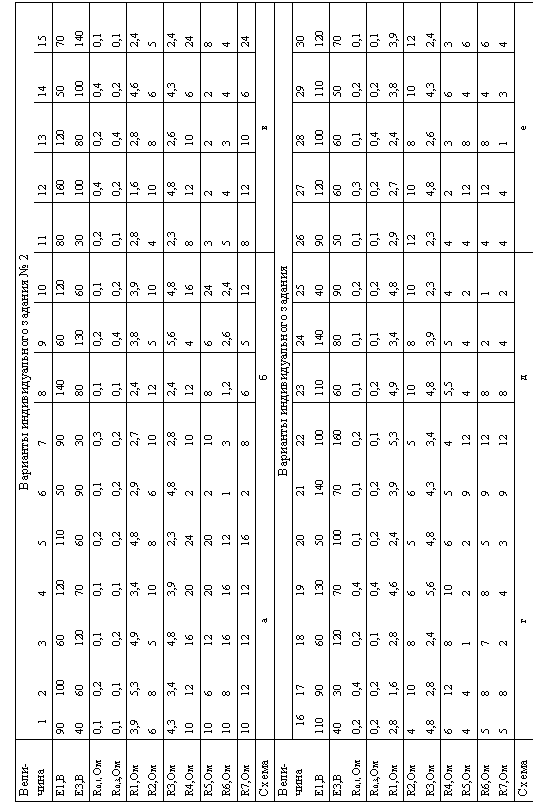 Варианты индивидуального задания № 2
Вели-
чина 1 2 3 4 5 6 7 8 9 10 11 12 13 14 15
E1,В 90 100 60 120 110 50 90 140 60 120 80 160 120 50 70
E3,В 40 60 120 70 60 90 30 80 130 60 30 100 80 100 140
0,1 0,2 0,1 0,1 0,2 0,1 0,3 0,1 0,2 0,1 0,2 0,4 0,2 0,4 0,1
0,1 0,1 0,2 0,1 0,2 0,2 0,2 0,1 0,4 0,2 0,1 0,2 0,4 0,2 0,1
R1,Ом 3,9 5,3 4,9 3,4 4,8 2,9 2,7 2,4 3,8 3,9 2,8 1,6 2,8 4,6 2,4
R2,Ом 6 8 5 10 8 6 10 12 5 10 4 10 8 6 5
R3,Ом 4,3 3,4 4,8 3,9 2,3 4,8 2,8 2,4 5,6 4,8 2,3 4,8 2,6 4,3 2,4
R4,Ом 10 12 16 20 24 2 10 12 4 16 8 12 10 6 24
R5,Ом 10 6 12 20 20 2 10 8 6 24 3 2 2 2 8
R6,Ом 10 8 16 16 12 1 3 1,2 2,6 2,4 5 4 3 4 4
R7,Ом 10 12 12 12 16 2 8 6 5 12 8 12 10 6 24
Схема а б в
Варианты индивидуального задания
Вели-
чина 16 17 18 19 20 21 22 23 24 25 26 27 28 29 30
E1,В 110 90 60 130 50 140 100 110 140 40 90 120 100 110 120
E3,В 40 30 120 70 100 70 160 60 80 90 50 60 60 50 70
0,2 0,4 0,2 0,4 0,1 0,1 0,2 0,1 0,1 0,2 0,1 0,3 0,1 0,2 0,1
0,2 0,2 0,1 0,4 0,2 0,2 0,1 0,2 0,1 0,2 0,1 0,2 0,4 0,2 0,1
R1,Ом 2,8 1,6 2,8 4,6 2,4 3,9 5,3 4,9 3,4 4,8 2,9 2,7 2,4 3,8 3,9
R2,Ом 4 10 8 6 5 6 5 10 8 10 12 10 8 10 12
R3,Ом 4,8 2,8 2,4 5,6 4,8 4,3 3,4 4,8 3,9 2,3 2,3 4,8 2,6 4,3 2,4
R4,Ом 6 12 8 10 6 5 4 5,5 5 4 4 2 3 6 3
R5,Ом 4 4 1 2 2 9 12 4 4 2 4 12 8 4 6
R6,Ом 5 8 7 8 5 9 12 8 2 1 4 12 8 4 6
R7,Ом 5 8 2 4 3 9 12 8 4 2 4 4 1 3 4
Схема г д е